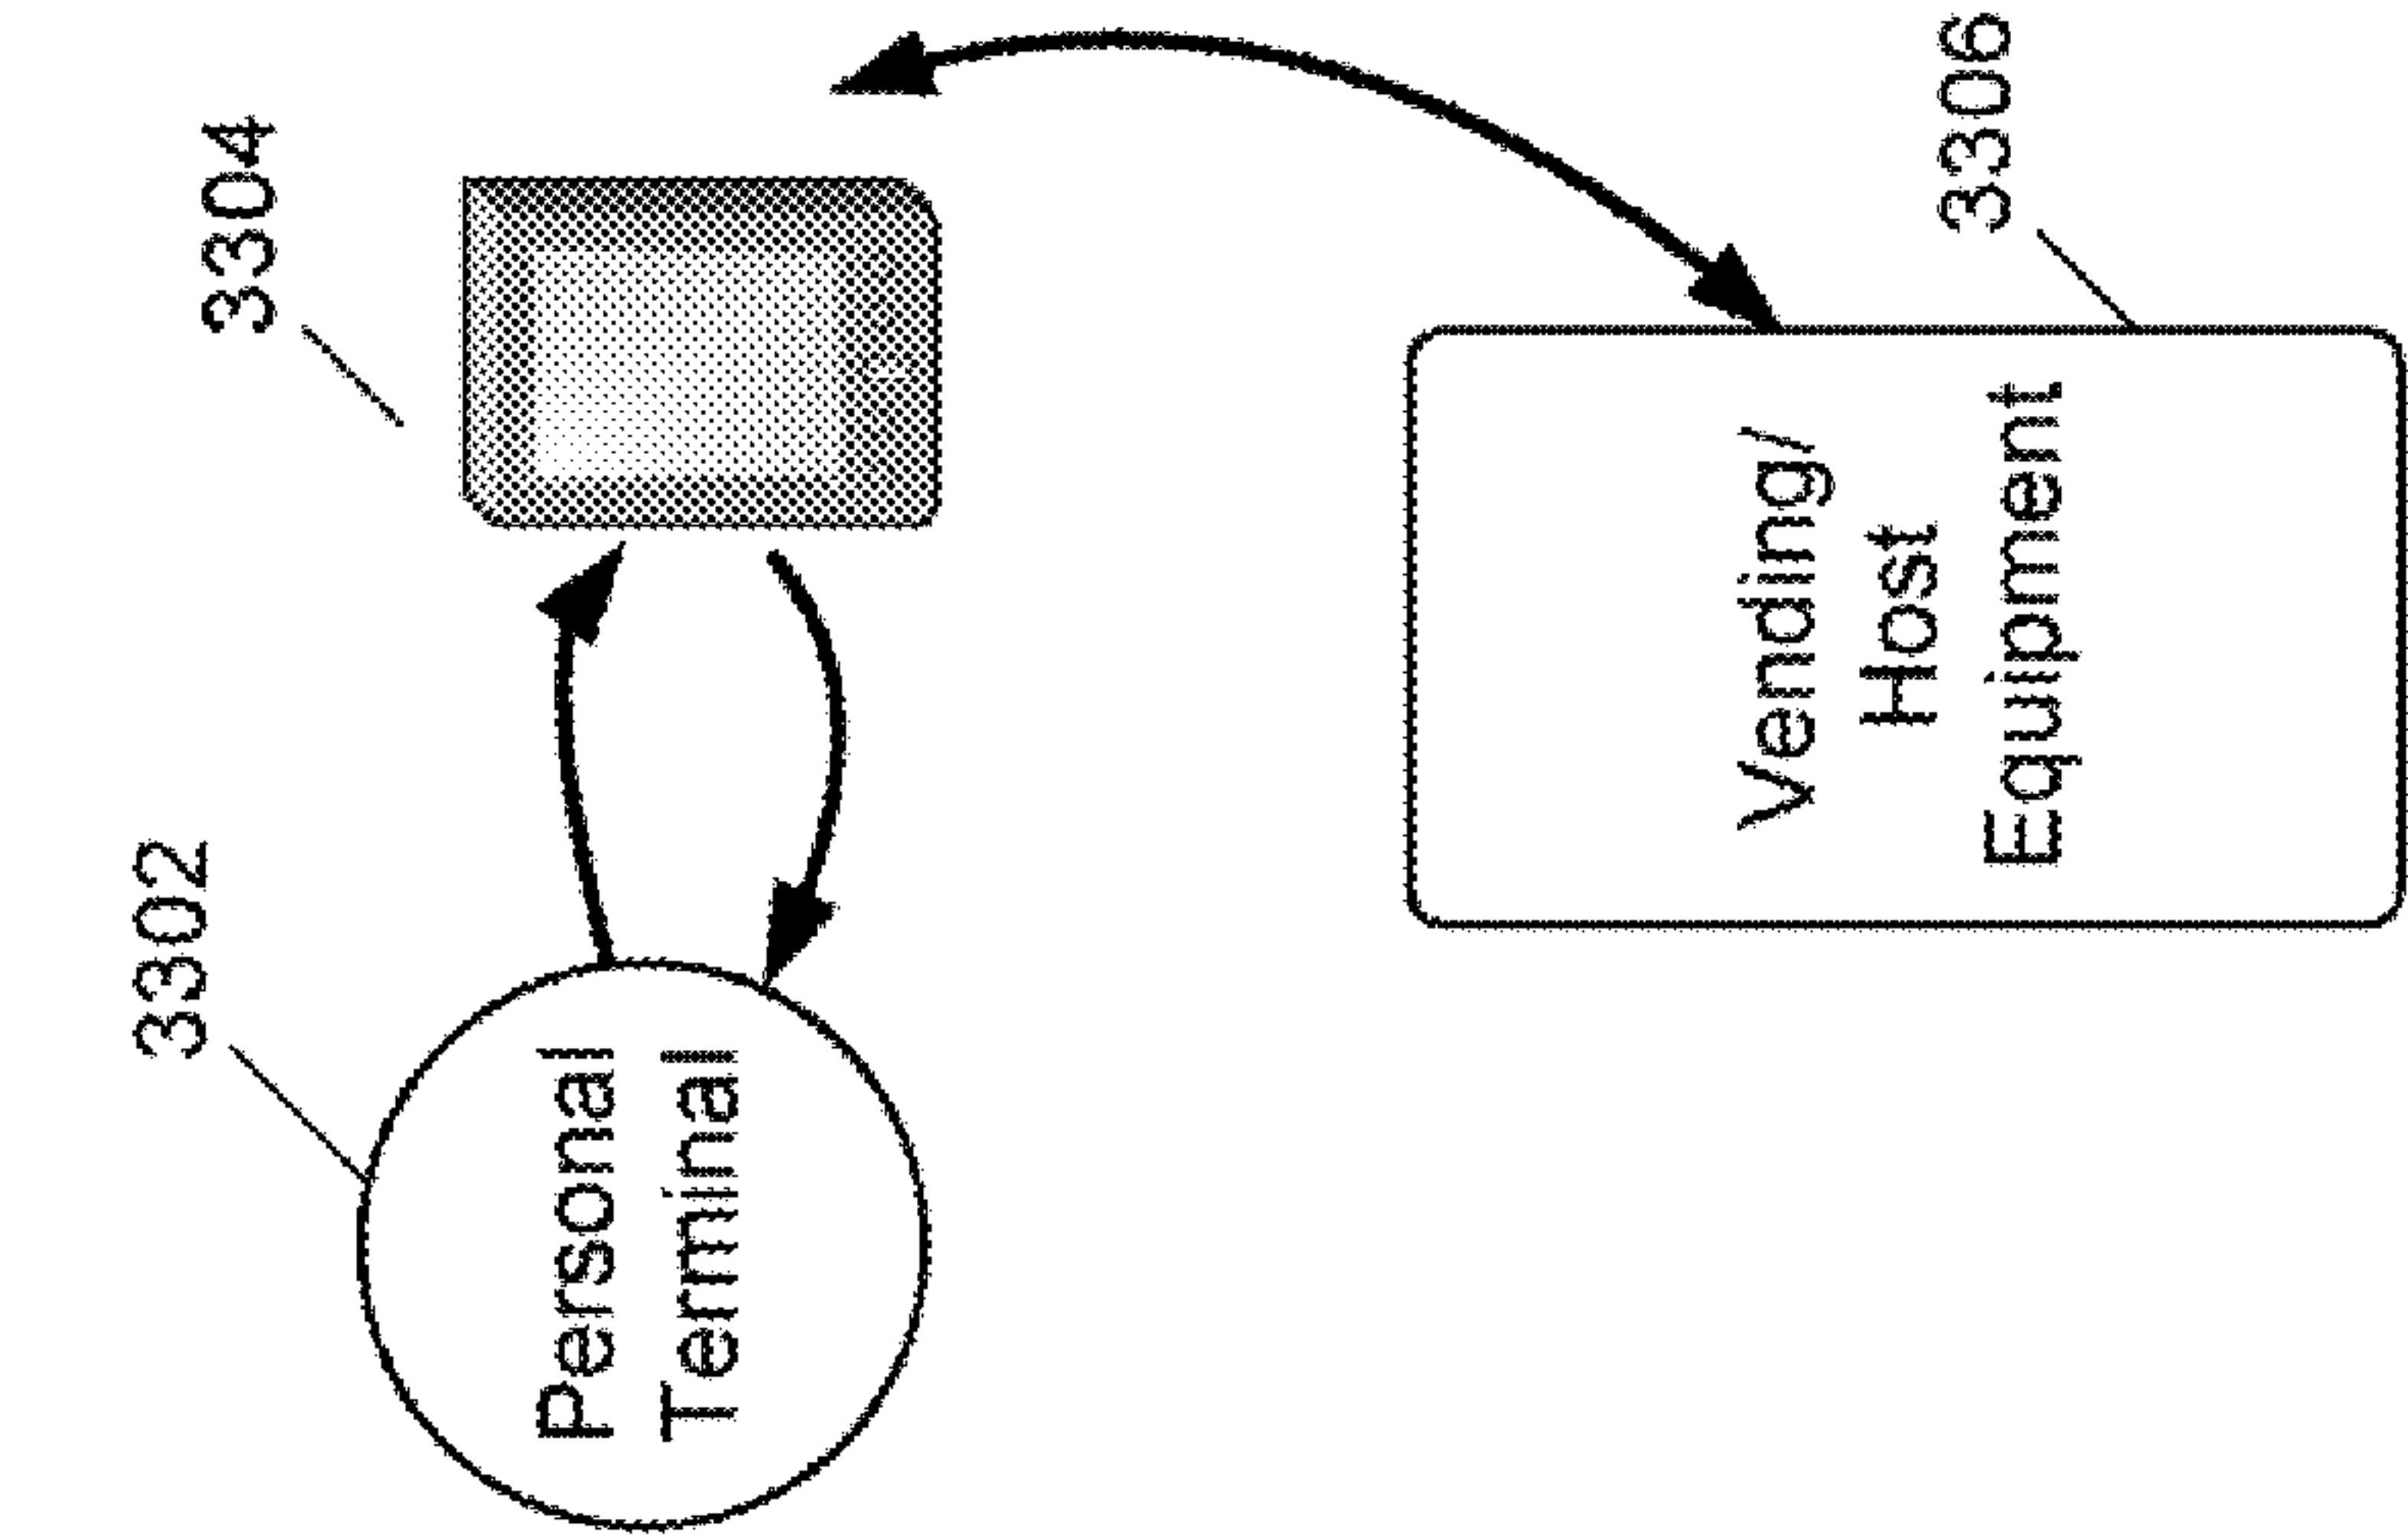 3302
Personal
Terminal
3304
3306
Vending/
Host
Equipment